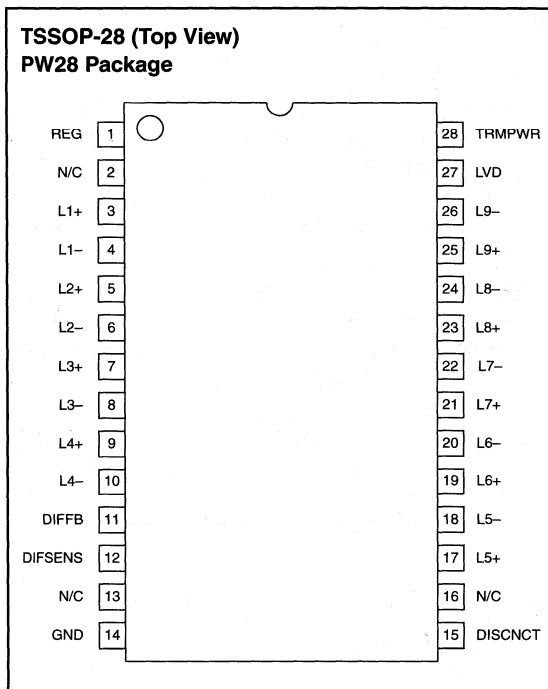 TSSOP-28 (Top View)
PW28 Package
REG 1 28 TRMPWR
N/C 2 27 LVD
L1+ 3 26 L9–
L1– 4 25 L9+
L2+ 5 24 L8–
L2– 6 23 L8+
L3+ 7 22 L7–
L3– 8 21 L7+
L4+ 9 20 L6–
L4– 10 19 L6+
DIFFB 11 18 L5–
DIFSENS 12 17 L5+
N/C 13 16 N/C
GND 14 15 DISCNCT